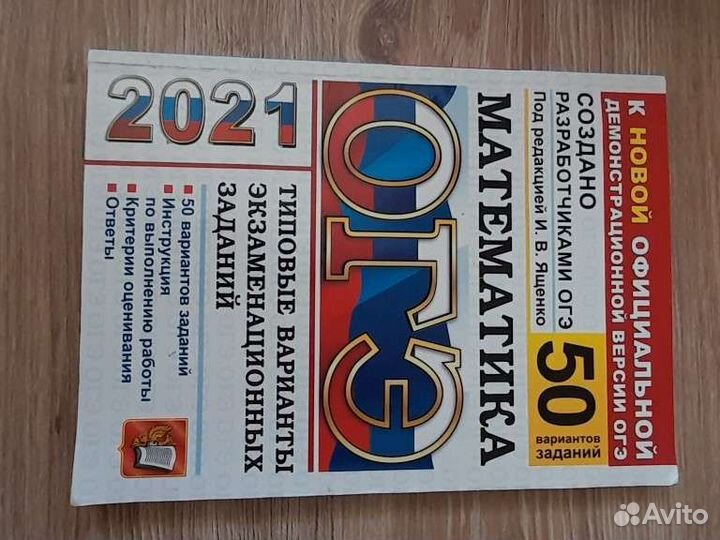 К НОВОЙ ОФИЦИАЛЬНОЙ
ДЕМОНСТРАЦИОННОЙ ВЕРСИИ ОГЭ
СОЗДАНО
РАЗРАБОТЧИКАМИ ОГЭ
Под редакцией И. В. Ященко
50
вариантов
заданий
МАТЕМАТИКА
ОГЭ
2021
ТИПОВЫЕ ВАРИАНТЫ
ЭКЗАМЕНАЦИОННЫХ
ЗАДАНИЙ
50 вариантов заданий
Инструкция
по выполнению работы
Критерии оценивания
Ответы
Avito